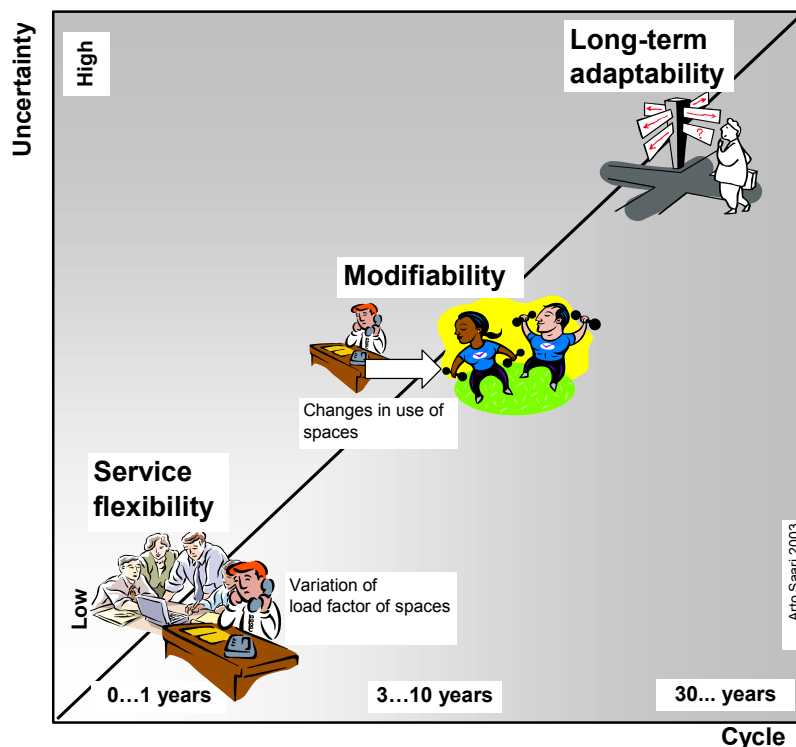 Uncertainty
High
Long-term
adaptability
?
Modifiability
Changes in use of
spaces
Service
flexibility
Variation of
load factor of spaces
Low
Arto Saari 2003
0…1 years
3…10 years
30... years
Cycle